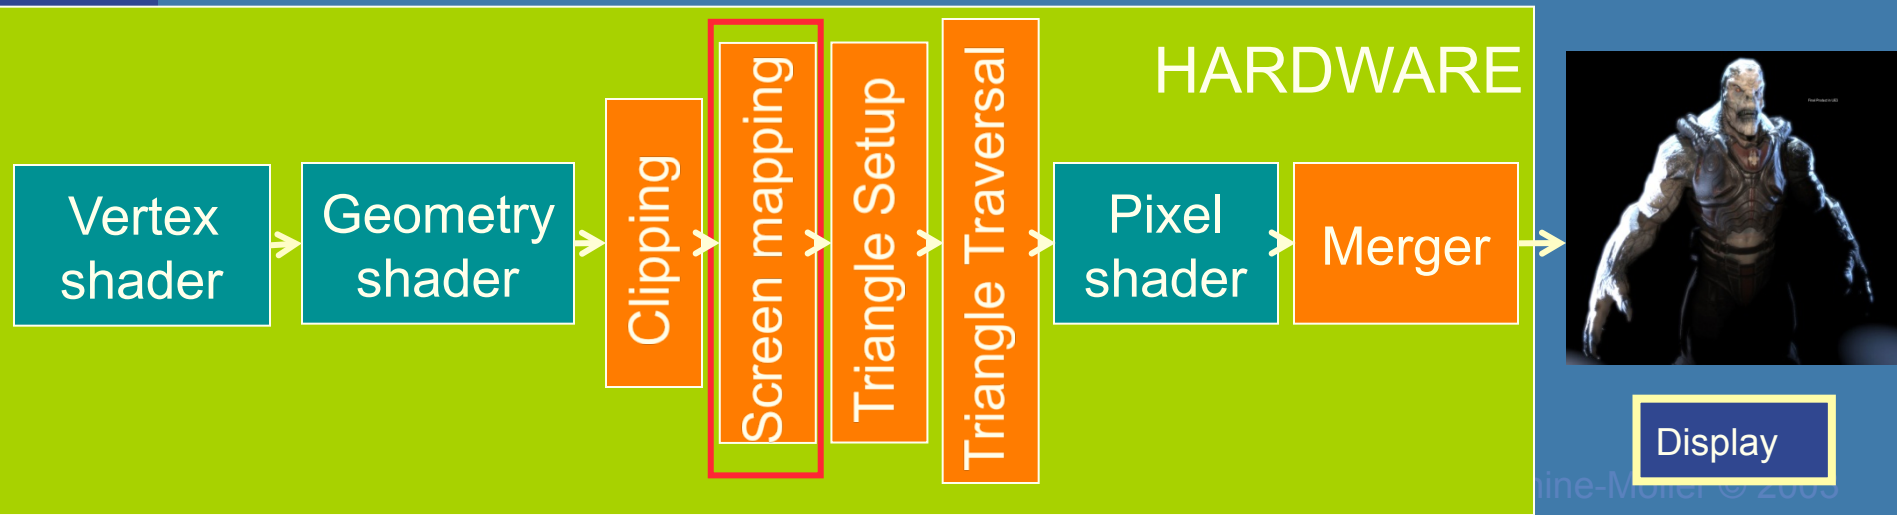 HARDWARE
Vertex
shader
Geometry
shader
Clipping
Screen mapping
Triangle Setup
Triangle Traversal
Pixel
shader
Merger
Display